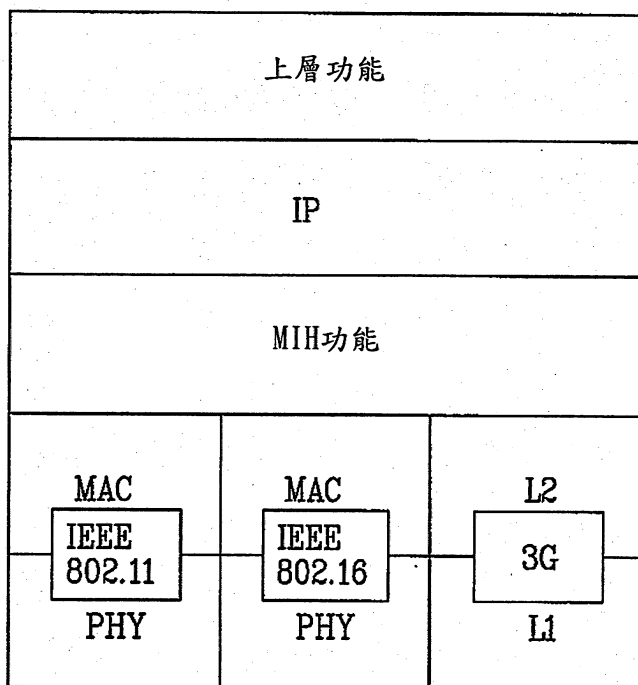 上層功能
IP
MIH功能
MAC
IEEE
802.11
PHY
MAC
IEEE
802.16
PHY
L2
3G
L1